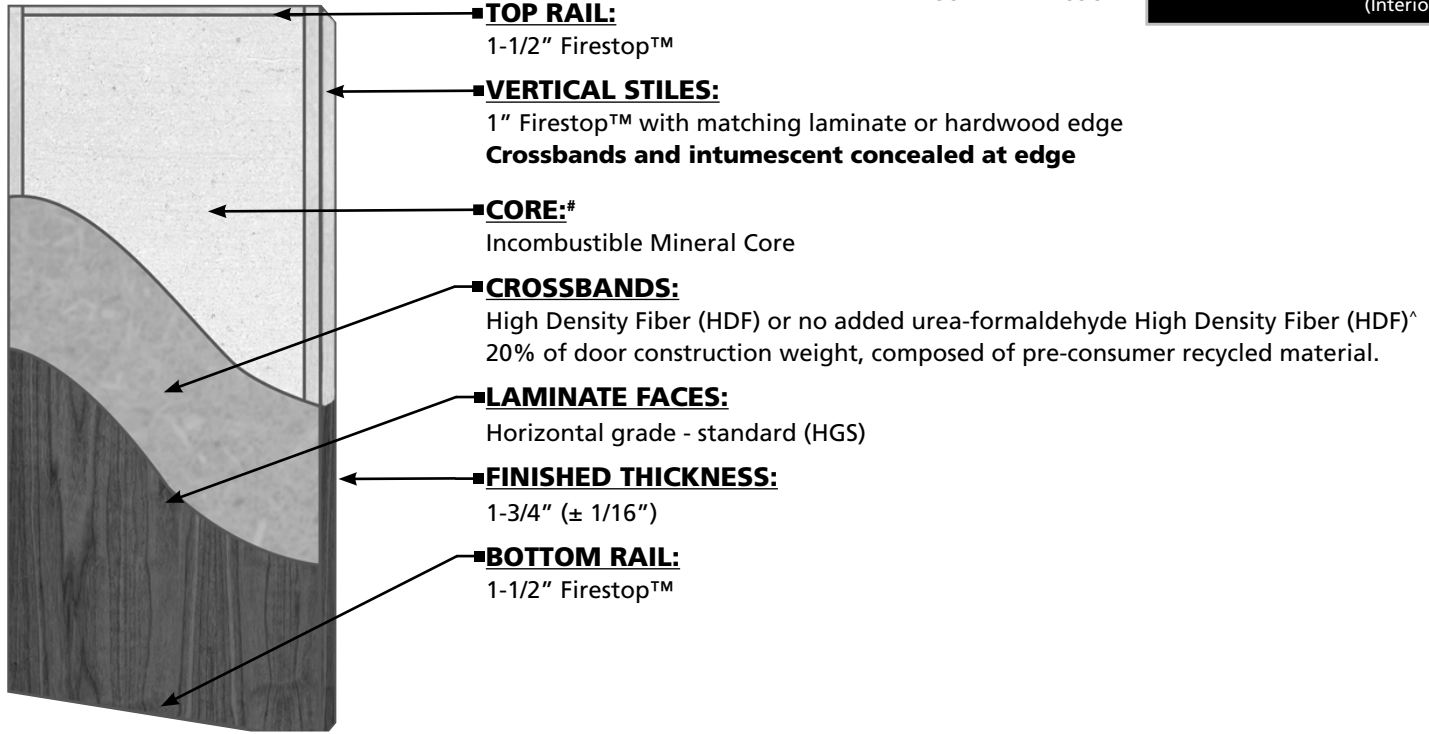 (Interio
TOP RAIL:
1-1/2” Firestop™
VERTICAL STILES:
1” Firestop™ with matching laminate or hardwood edge
Crossbands and intumescent concealed at edge
CORE:#
Incombustible Mineral Core
CROSSBANDS:
High Density Fiber (HDF) or no added urea-formaldehyde High Density Fiber (HDF)^
20% of door construction weight, composed of pre-consumer recycled material.
LAMINATE FACES:
Horizontal grade - standard (HGS)
FINISHED THICKNESS:
1-3/4” (± 1/16”)
BOTTOM RAIL:
1-1/2” Firestop™